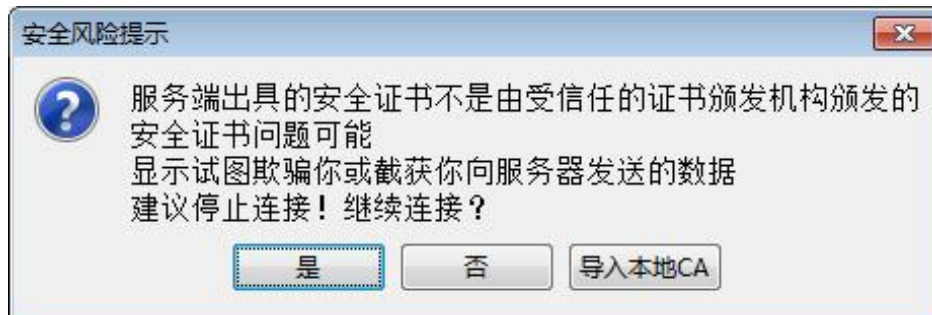 安全风险提示
服务端出具的安全证书不是由受信任的证书颁发机构颁发的
安全证书问题可能
显示试图欺骗你或截获你向服务器发送的数据
建议停止连接！继续连接？
是 否 导入本地CA